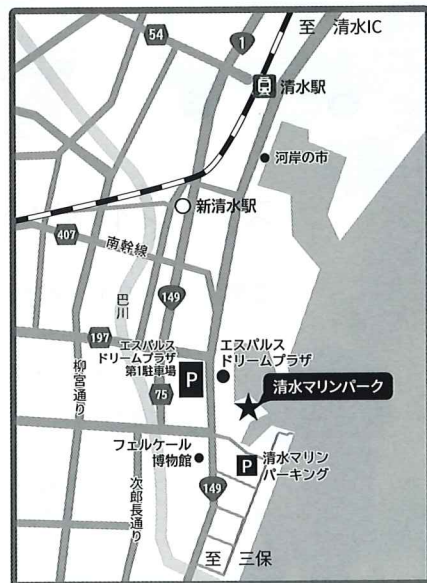 至 清水IC
54
1
清水駅
河岸の市
新清水駅
407
南幹線
149
巴川
197
エスパルス
ドリームプラザ
第1駐車場
P
エスパルス
ドリームプラザ
柳宮通り
75
清水マリンパーク
フェルケール
博物館
P
清水マリン
パーキング
次郎長通り
149
至 三保